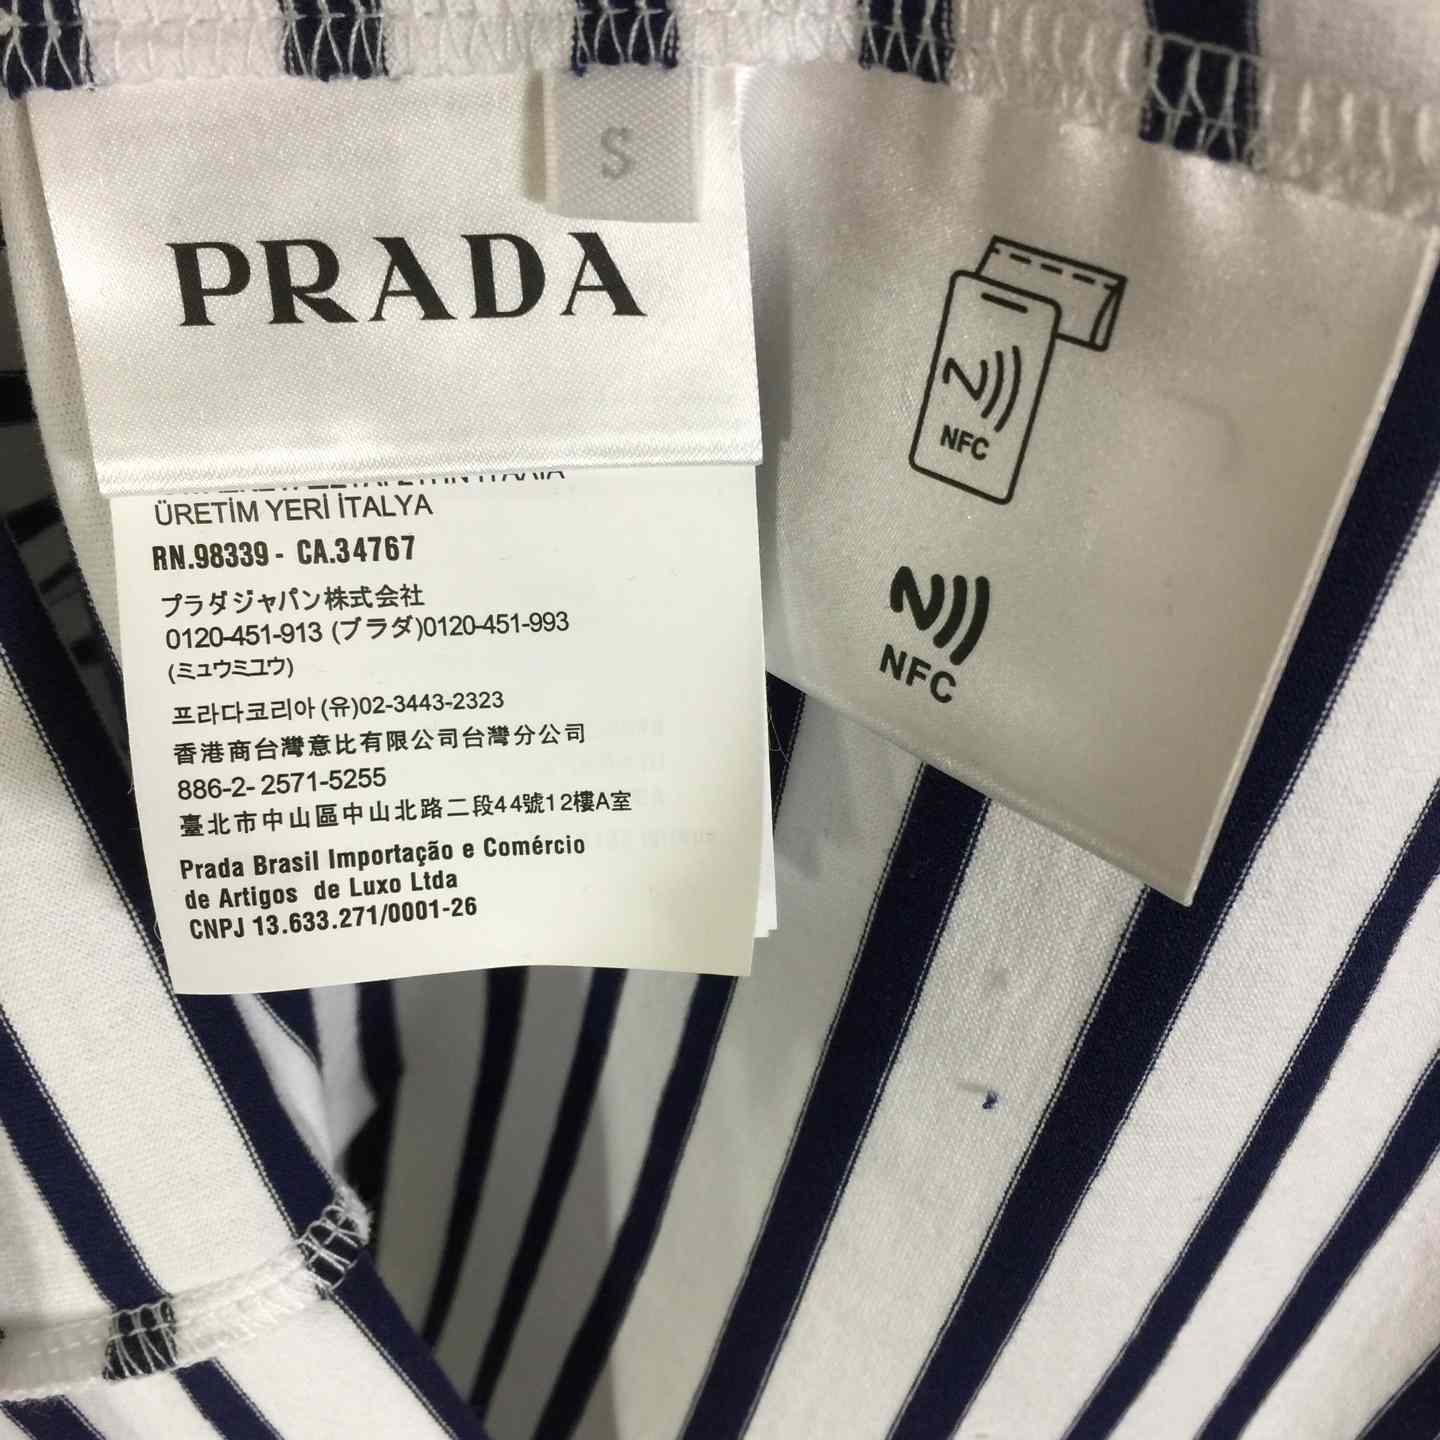 S
PRADA
ÜRETİM YERİ İTALYA
RN.98339 - CA.34767
プラダジャパン株式会社
0120-451-913 (プラダ)0120-451-993
(ミュウミユウ)
프라다코리아(유)02-3443-2323
香港商台灣意比有限公司台灣分公司
886-2- 2571-5255
臺北市中山區中山北路二段44號12樓A室
Prada Brasil Importação e Comércio
de Artigos de Luxo Ltda
CNPJ 13.633.271/0001-26
NFC
NFC